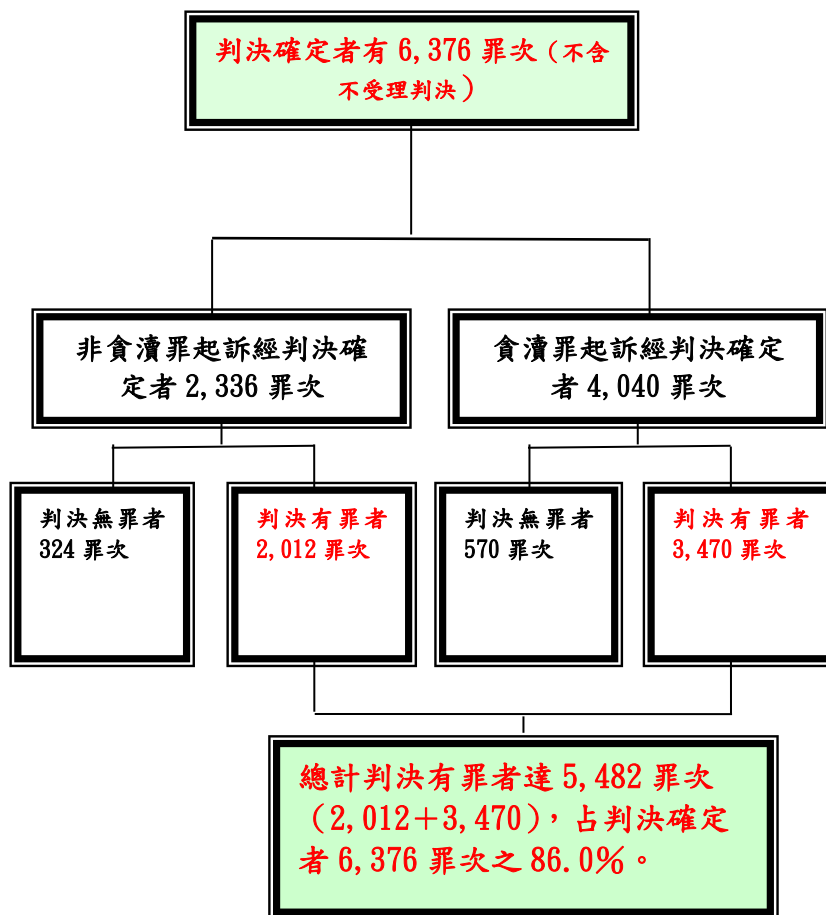 判決確定者有 6,376 罪次（不含
不受理判決）
非貪瀆罪起訴經判決確
定者 2,336 罪次
貪瀆罪起訴經判決確定
者 4,040 罪次
判決無罪者
324 罪次
判決有罪者
2,012 罪次
判決無罪者
570 罪次
判決有罪者
3,470 罪次
總計判決有罪者達 5,482 罪次
（2,012＋3,470），占判決確定
者 6,376 罪次之 86.0％。